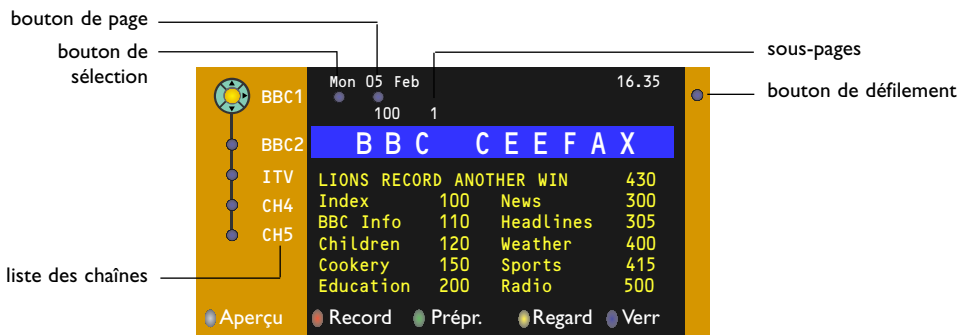 bouton de page
bouton de
sélection
sous-pages
bouton de défilement
Mon 05 Feb 16.35
BBC1
100 1
BBC2
BBC CEEFAX
ITV
LIONS RECORD ANOTHER WIN 430
CH4
Index 100 News 300
BBC Info 110 Headlines 305
CH5
Children 120 Weather 400
liste des chaînes
Cookery 150 Sports 415
Education 200 Radio 500
Aperçu Record Prépr. Regard Verr